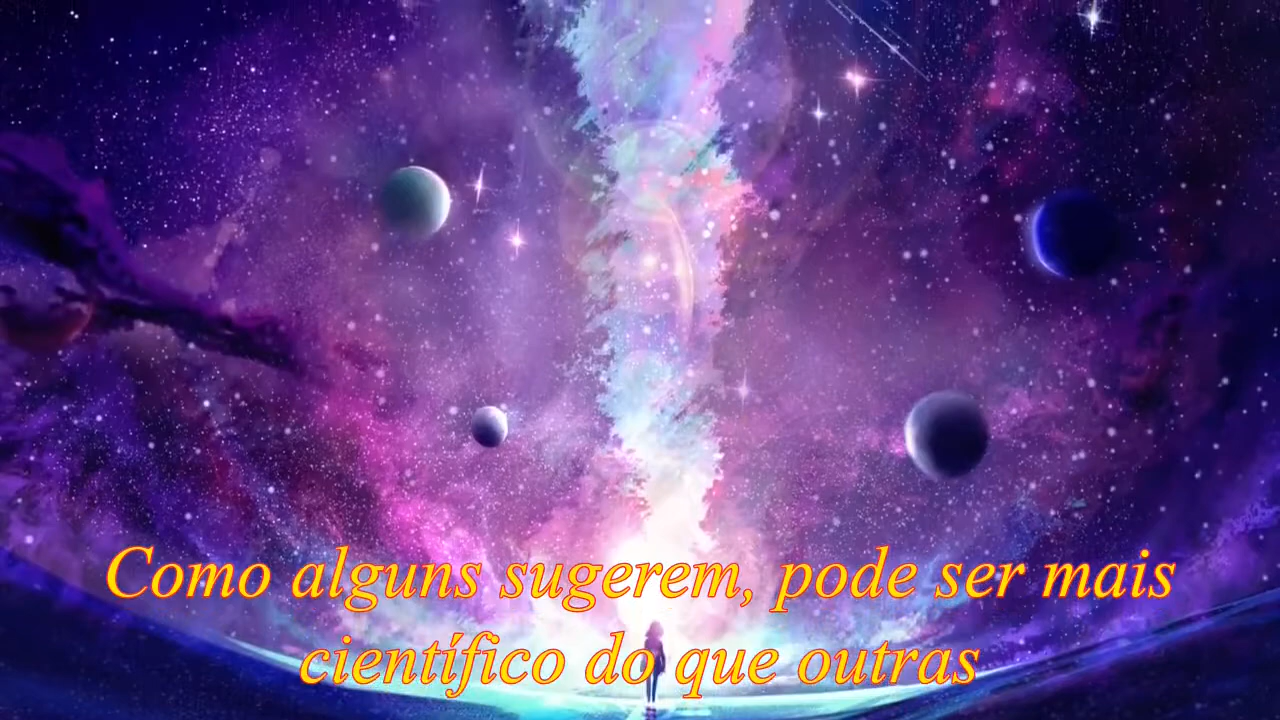 Como alguns sugerem, pode ser mais
científico do que outras